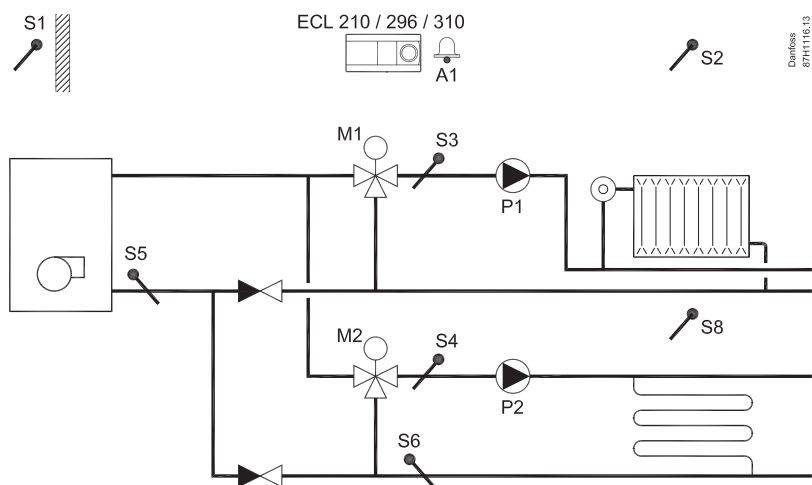 S1
ECL 210 / 296 / 310
A1
S2
Danfoss
87H1116.13
M1
S3
P1
S5
S8
M2
S4
P2
S6